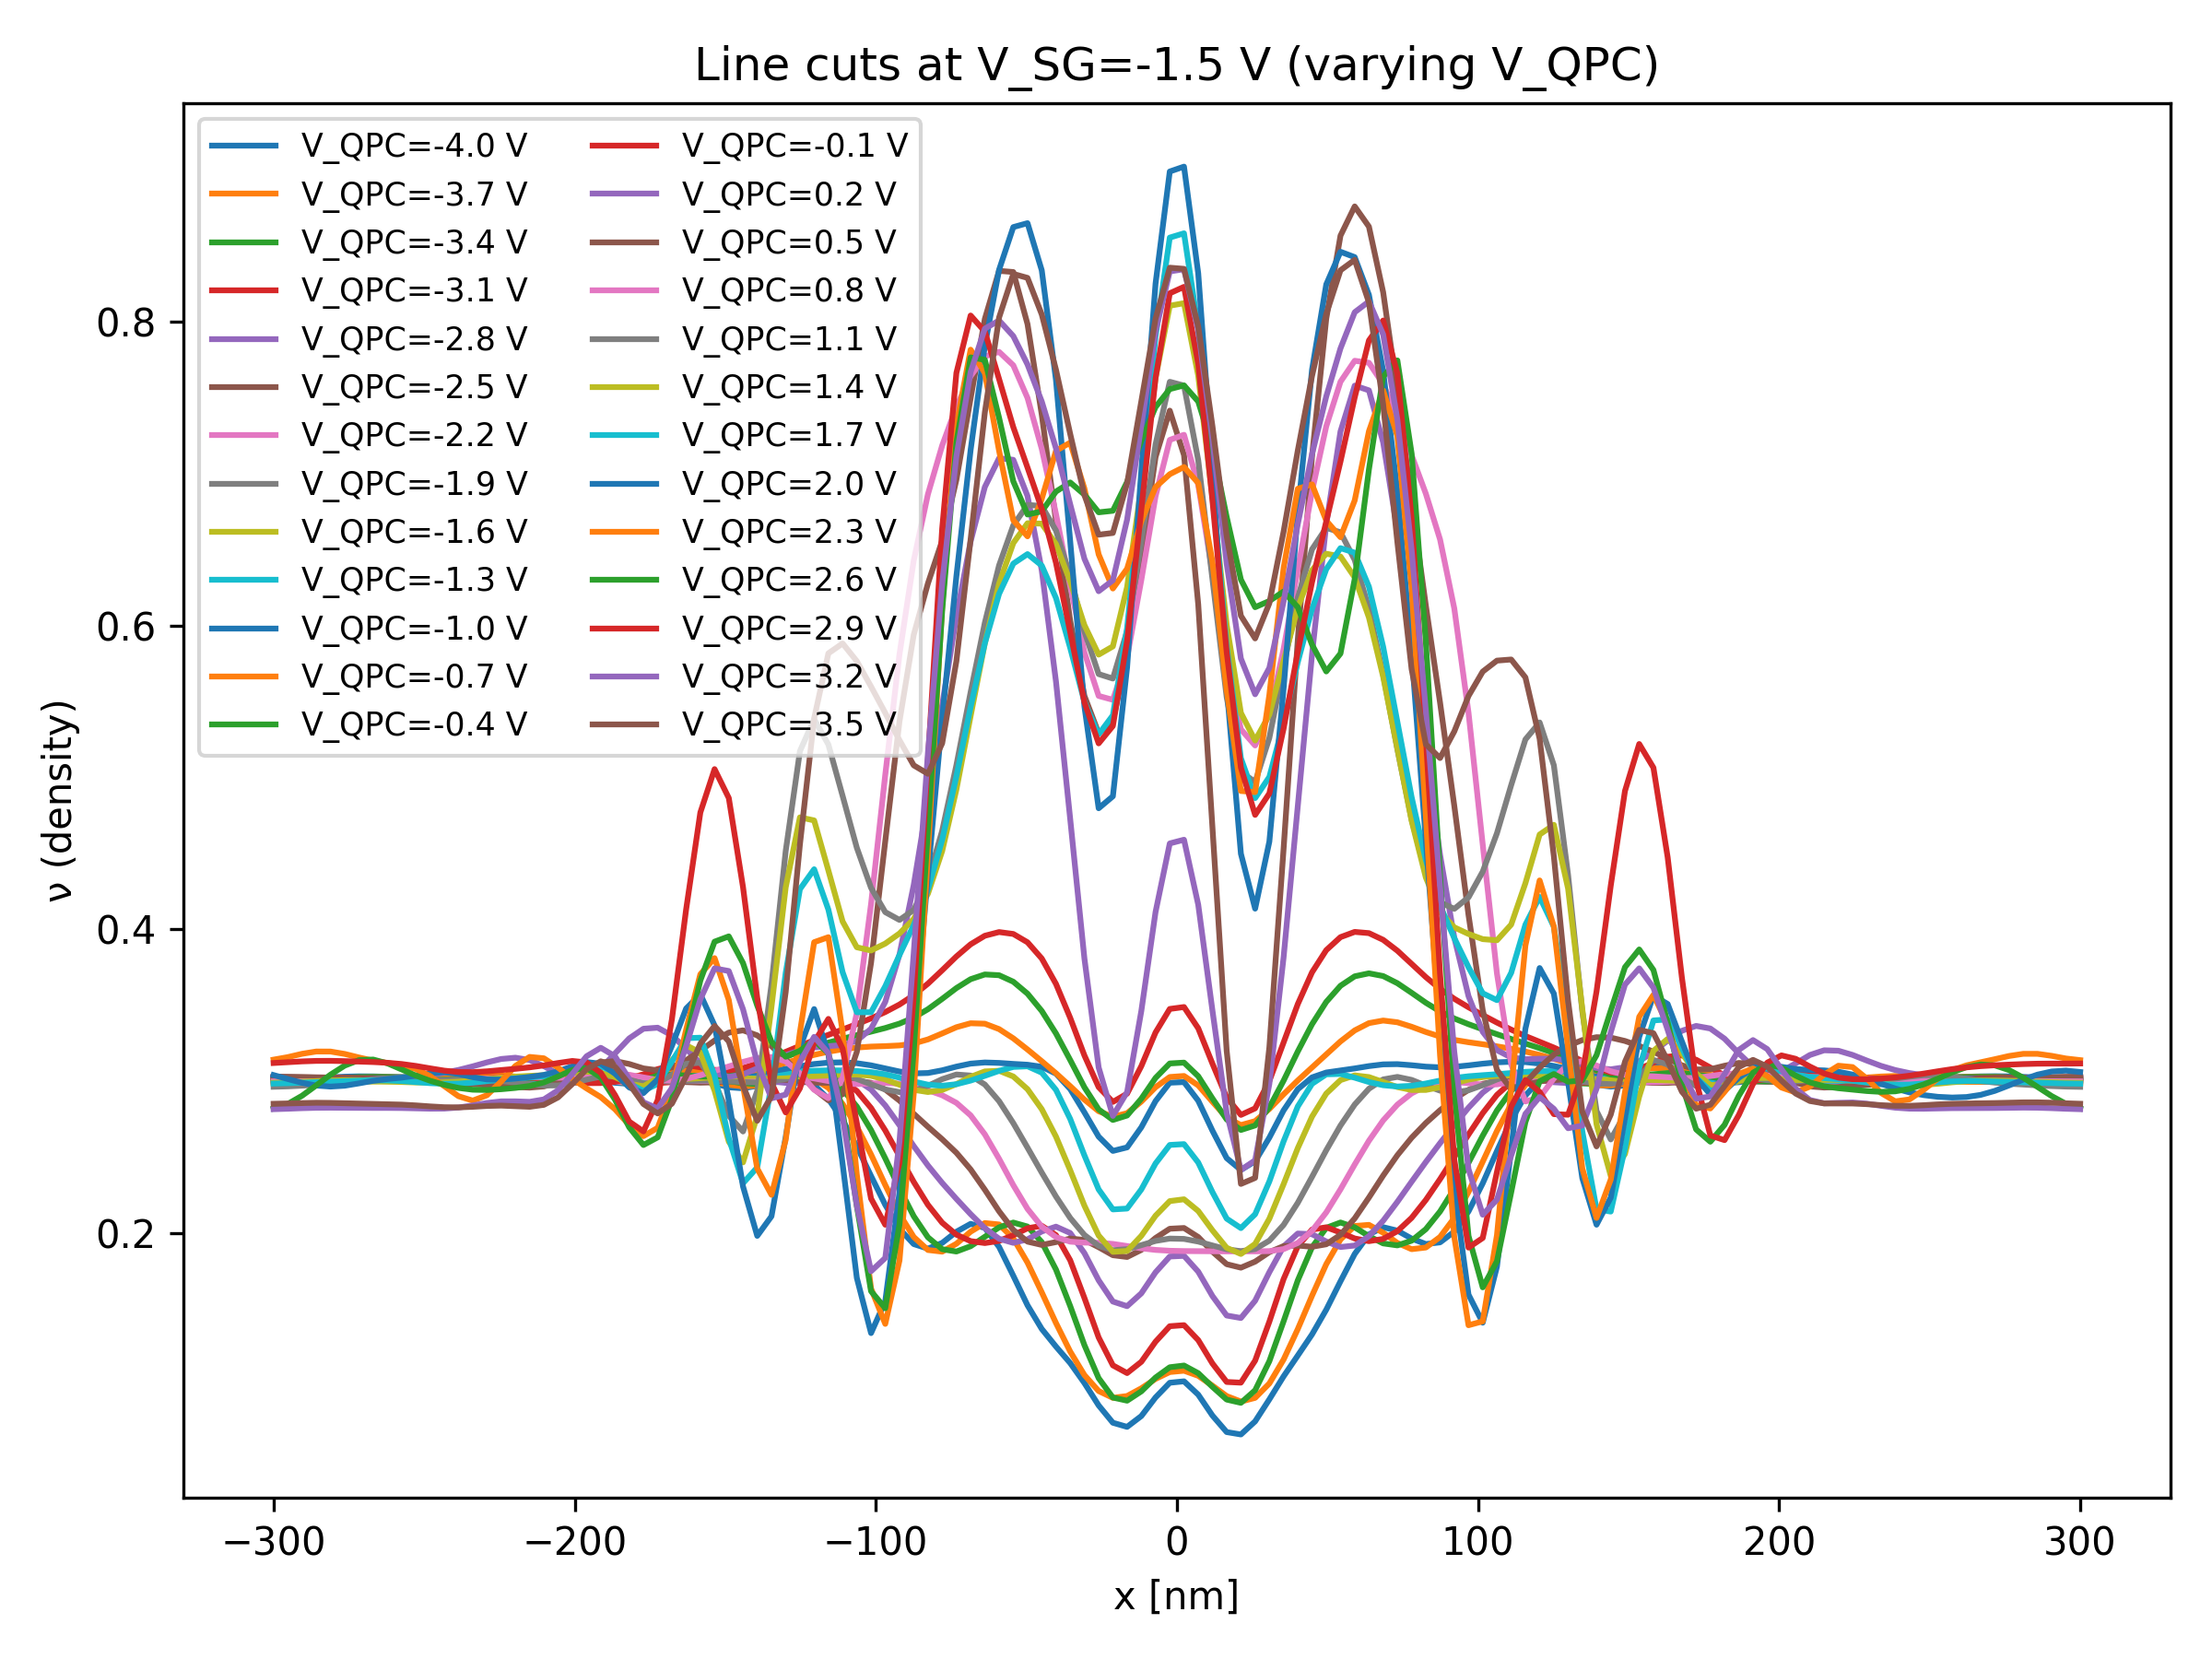 Line cuts at V_SG=-1.5 V (varying V_QPC)
V_QPC=-4.0 V
V_QPC=-3.7 V
V_QPC=-3.4 V
V_QPC=-3.1 V
V_QPC=-2.8 V
V_QPC=-2.5 V
V_QPC=-2.2 V
V_QPC=-1.9 V
V_QPC=-1.6 V
V_QPC=-1.3 V
V_QPC=-1.0 V
V_QPC=-0.7 V
V_QPC=-0.4 V
V_QPC=-0.1 V
V_QPC=0.2 V
V_QPC=0.5 V
V_QPC=0.8 V
V_QPC=1.1 V
V_QPC=1.4 V
V_QPC=1.7 V
V_QPC=2.0 V
V_QPC=2.3 V
V_QPC=2.6 V
V_QPC=2.9 V
V_QPC=3.2 V
V_QPC=3.5 V
ν (density)
0.8
0.6
0.4
0.2
−300 −200 −100 0 100 200 300
x [nm]